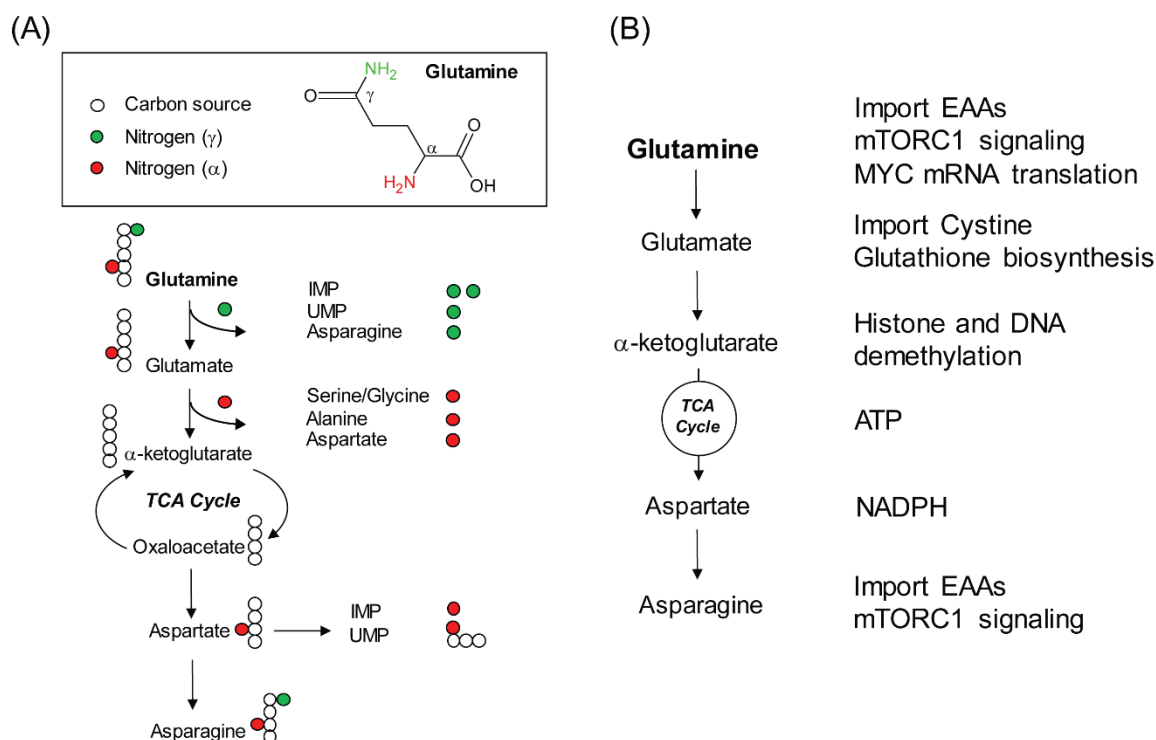 (A)
Carbon source
Nitrogen (γ)
Nitrogen (α)
Glutamine
NH2
O
γ
O
α
H2N
OH
Glutamine
IMP
UMP
Asparagine
Glutamate
Serine/Glycine
Alanine
Aspartate
α-ketoglutarate
TCA Cycle
Oxaloacetate
Aspartate
IMP
UMP
Asparagine
(B)
Glutamine
Import EAAs
mTORC1 signaling
MYC mRNA translation
Glutamate
Import Cystine
Glutathione biosynthesis
α-ketoglutarate
Histone and DNA
demethylation
TCA
Cycle
ATP
Aspartate
NADPH
Asparagine
Import EAAs
mTORC1 signaling